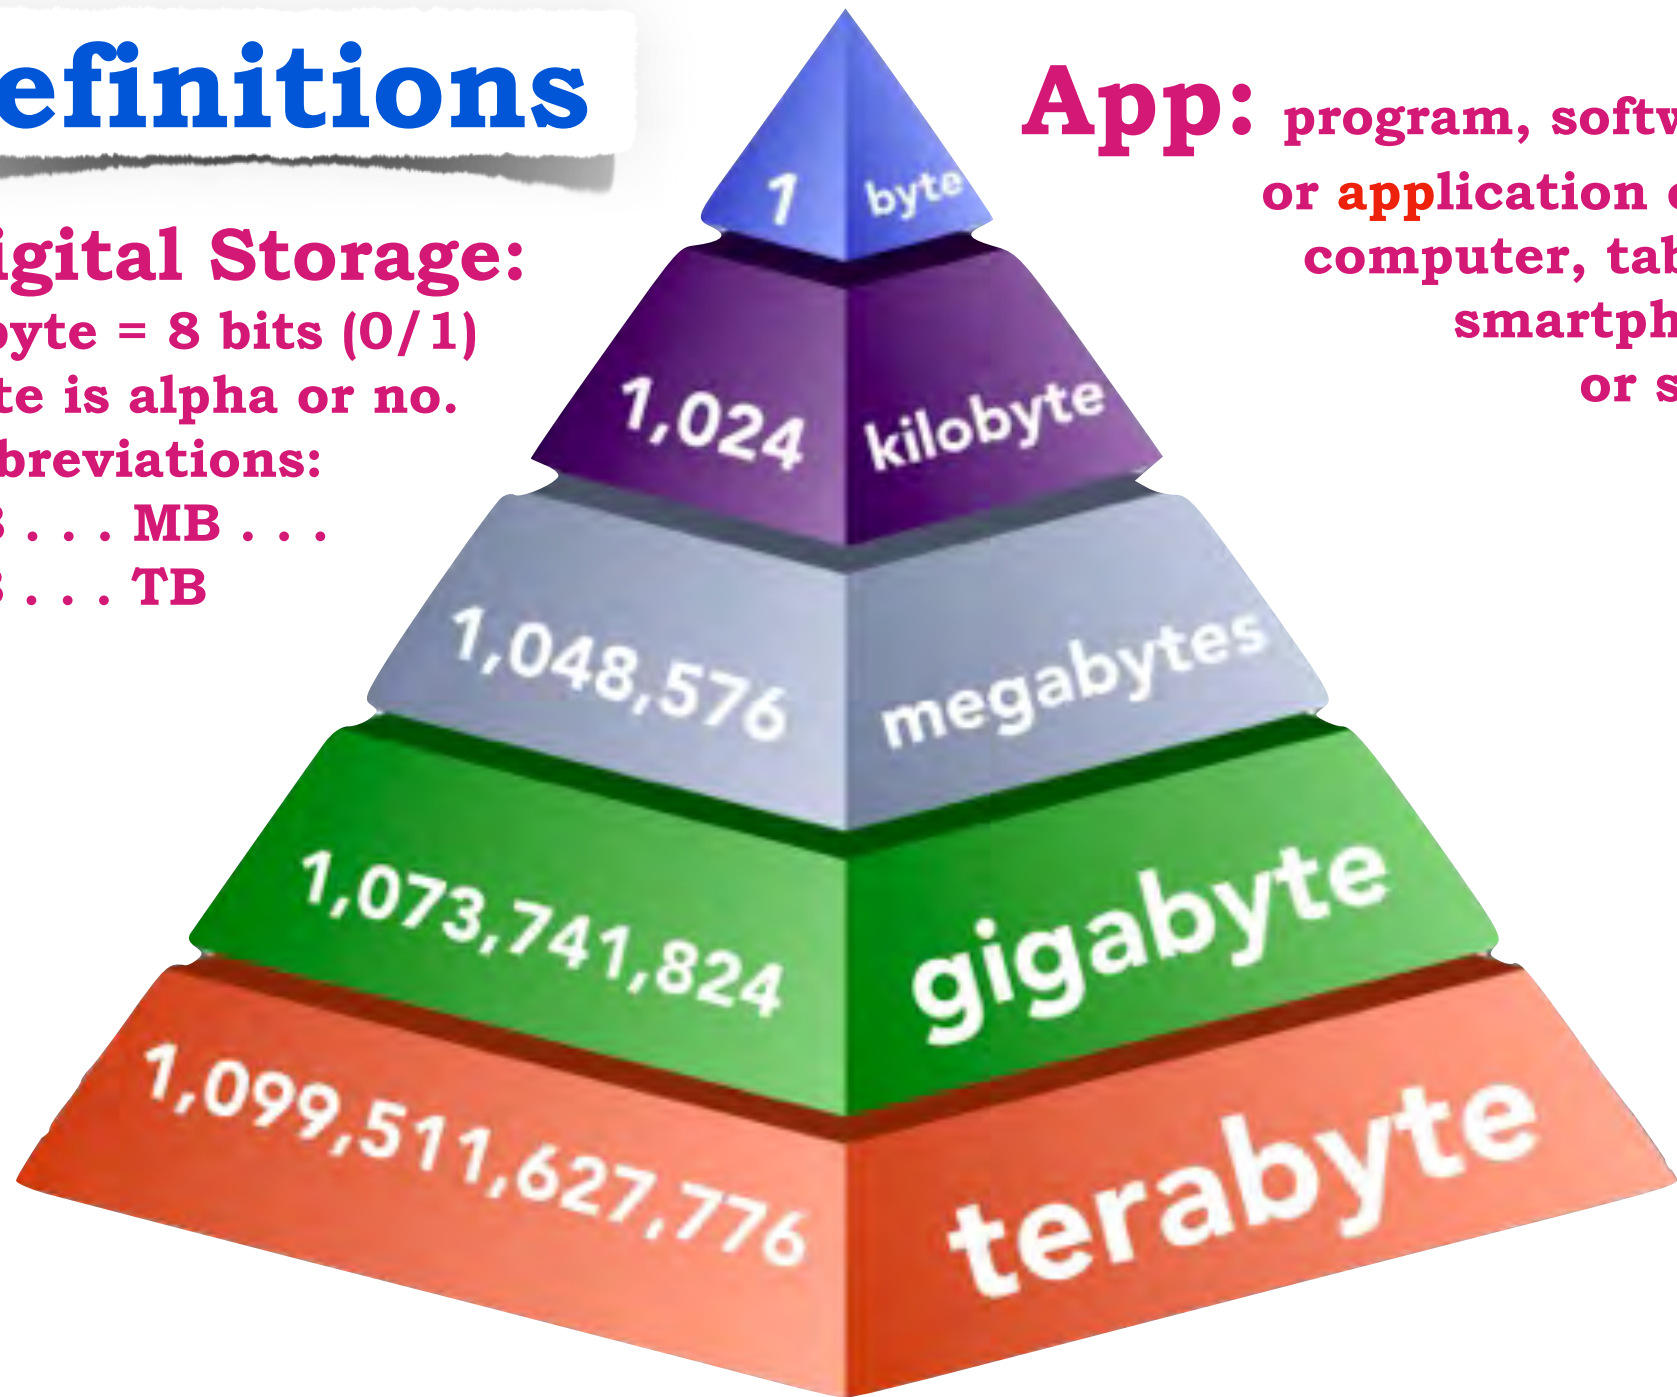 efinitions
igital Storage:
byte = 8 bits (0/1)
te is alpha or no.
breviations:
B . . . MB . . .
B . . . TB
App: program, softw
or application
computer, tab
smartph
or s
1 byte
1,024 kilobyte
1,048,576 megabytes
1,073,741,824 gigabyte
1,099,511,627,776 terabyte